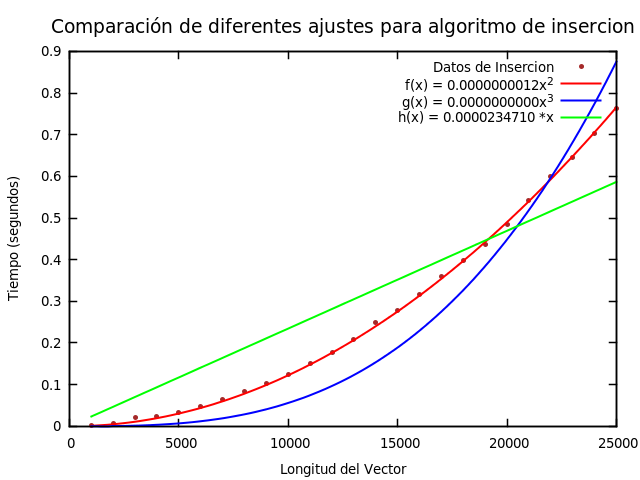 Comparación de diferentes ajustes para algoritmo de insercion
Datos de Insercion
f(x) = 0.0000000012x²
g(x) = 0.0000000000x³
h(x) = 0.0000234710 *x
0.9
0.8
0.7
0.6
0.5
0.4
0.3
0.2
0.1
0
Tiempo (segundos)
0 5000 10000 15000 20000 25000
Longitud del Vector